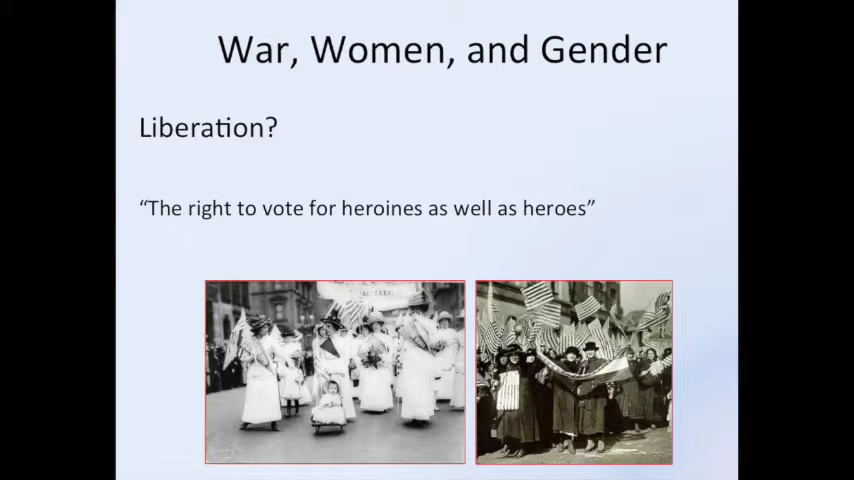 War, Women, and Gender
Liberation?
“The right to vote for heroines as well as heroes”